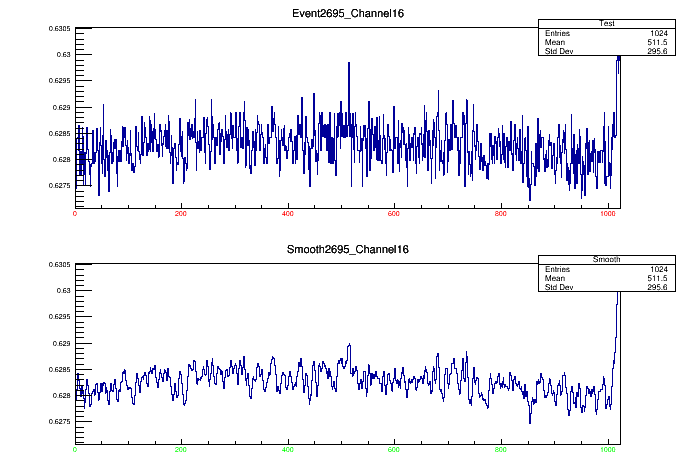 Event2695_Channel16
Test
Entries 1024
Mean 511.5
Std Dev 295.6
0.6305
0.63
0.6295
0.629
0.6285
0.628
0.6275
0 200 400 600 800 1000
Smooth2695_Channel16
Smooth
Entries 1024
Mean 511.5
Std Dev 295.6
0.6305
0.63
0.6295
0.629
0.6285
0.628
0.6275
0 200 400 600 800 1000